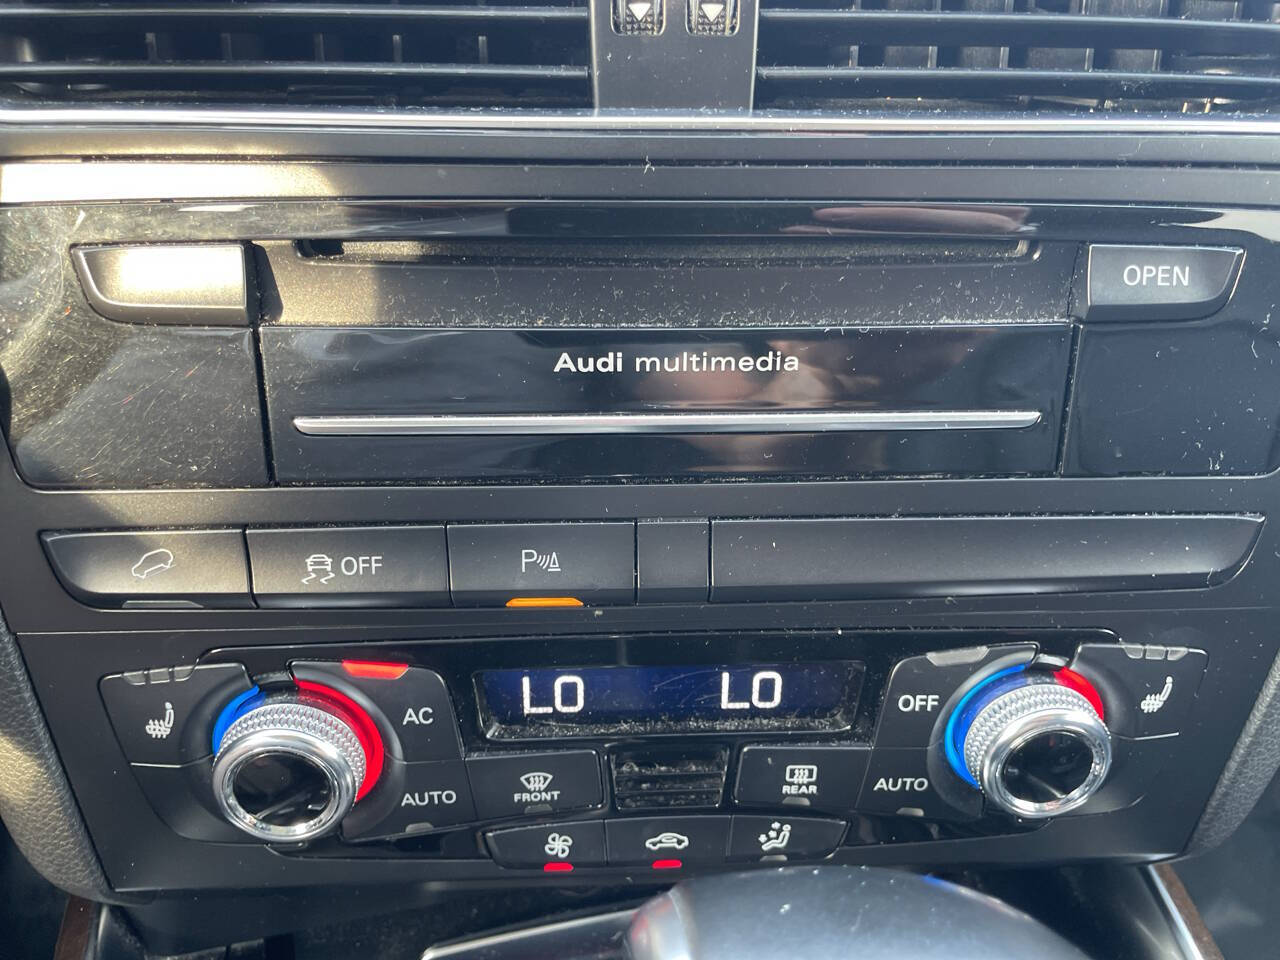 OPEN
Audi multimedia
OFF
P
LO LO
AC
OFF
AUTO
FRONT
REAR
AUTO